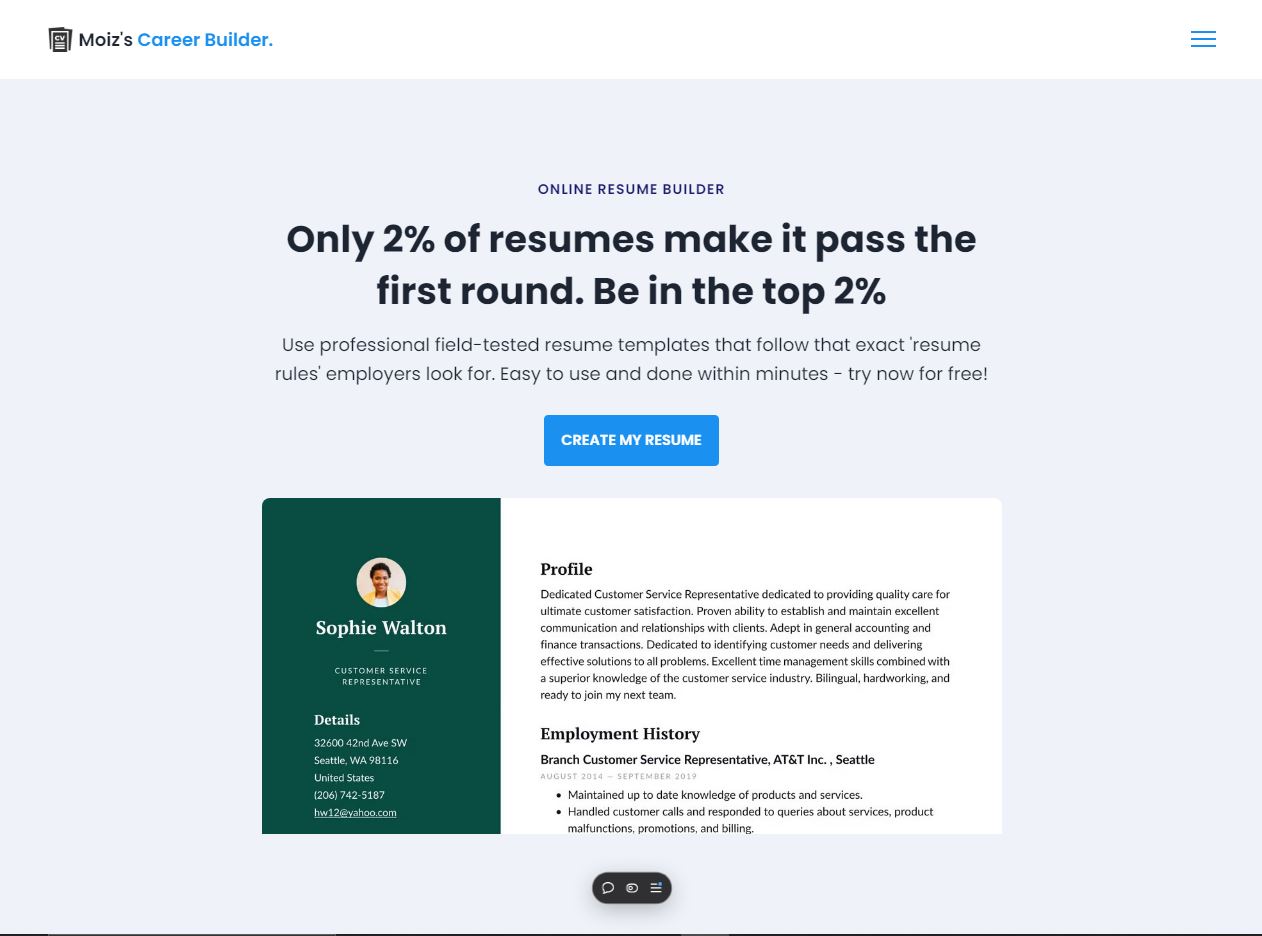 CV
Moiz's Career Builder.
ONLINE RESUME BUILDER
Only 2% of resumes make it pass the
first round. Be in the top 2%
Use professional field-tested resume templates that follow that exact 'resume
rules' employers look for. Easy to use and done within minutes - try now for free!
CREATE MY RESUME
Sophie Walton
CUSTOMER SERVICE
REPRESENTATIVE
Details
32600 42nd Ave SW
Seattle, WA 98116
United States
(206) 742-5187
hw12@yahoo.com
Profile
Dedicated Customer Service Representative dedicated to providing quality care for
ultimate customer satisfaction. Proven ability to establish and maintain excellent
communication and relationships with clients. Adept in general accounting and
finance transactions. Dedicated to identifying customer needs and delivering
effective solutions to all problems. Excellent time management skills combined with
a superior knowledge of the customer service industry. Bilingual, hardworking, and
ready to join my next team.
Employment History
Branch Customer Service Representative, AT&T Inc. , Seattle
AUGUST 2014 – SEPTEMBER 2019
• Maintained up to date knowledge of products and services.
• Handled customer calls and responded to queries about services, product
malfunctions, promotions, and billing.